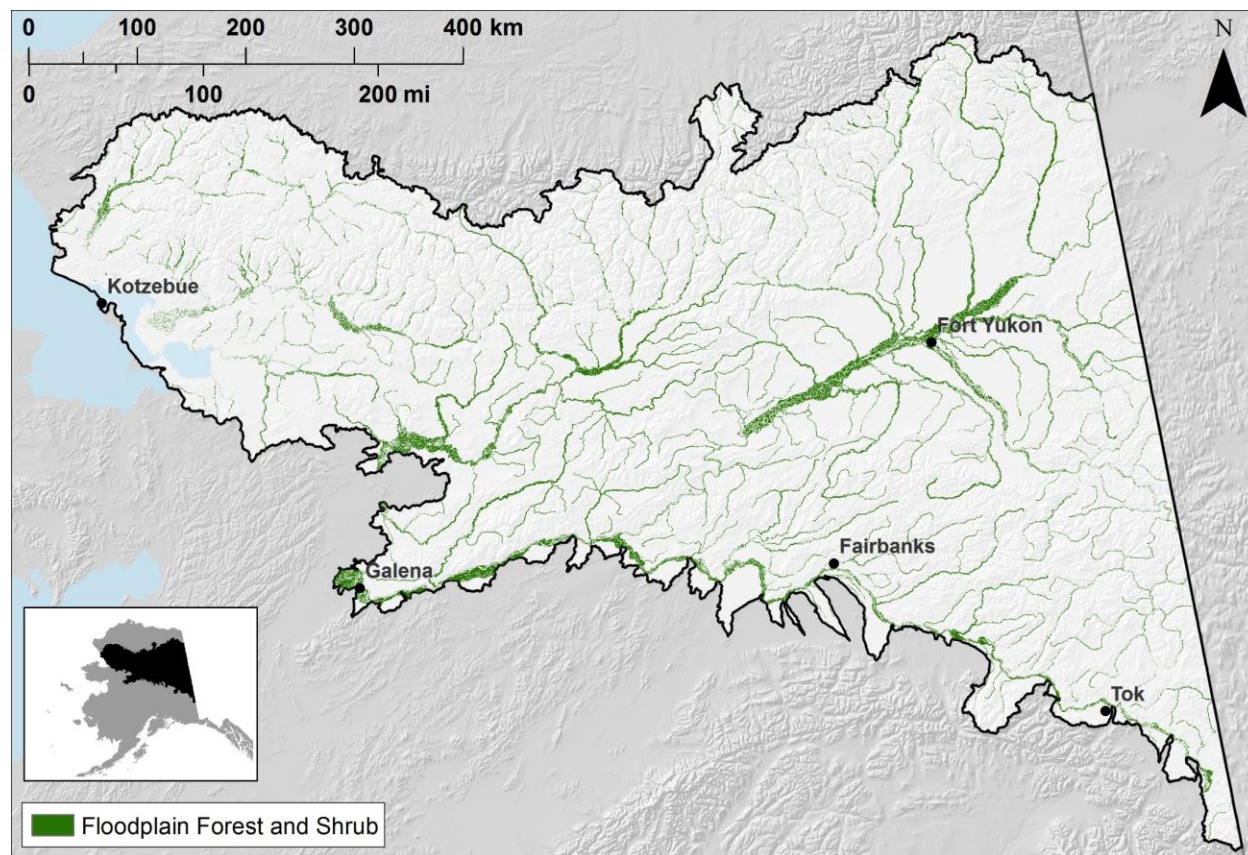 0 100 200 300 400 km
0 100 200 mi
N
Kotzebue
Fort Yukon
Fairbanks
Galena
Tok
Floodplain Forest and Shrub